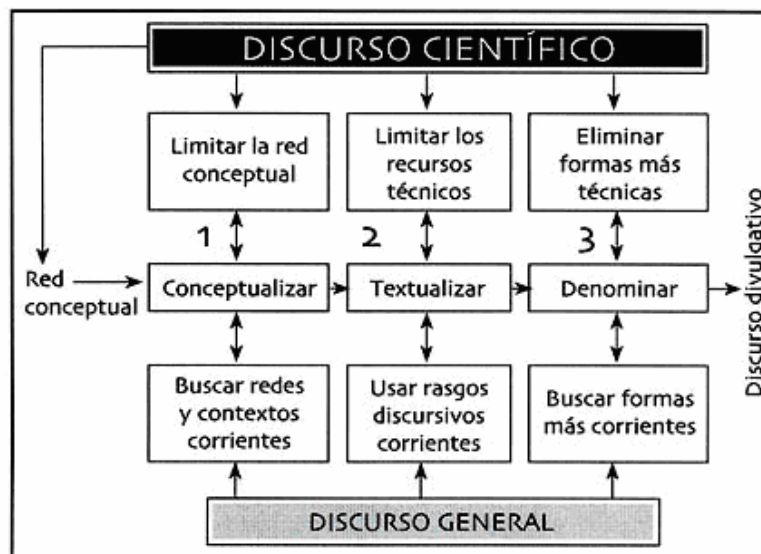 DISCURSO CIENTÍFICO
Limitar la red
conceptual
Limitar los
recursos
técnicos
Eliminar
formas más
técnicas
1
2
3
Red
conceptual
Conceptualizar
Textualizar
Denominar
Discurso divulgativo
Buscar redes
y contextos
corrientes
Usar rasgos
discursivos
corrientes
Buscar formas
más corrientes
DISCURSO GENERAL